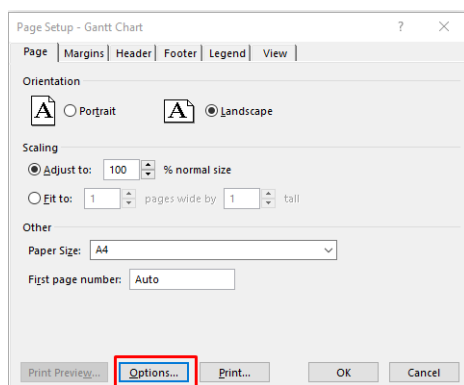 Page Setup - Gantt Chart ? ×
Page Margins Header Footer Legend View
Orientation
A Portrait A Landscape
Scaling
Adjust to: 100 % normal size
Fit to: 1 pages wide by 1 tall
Other
Paper Size: A4
First page number: Auto
Print Preview... Options... Print... OK Cancel